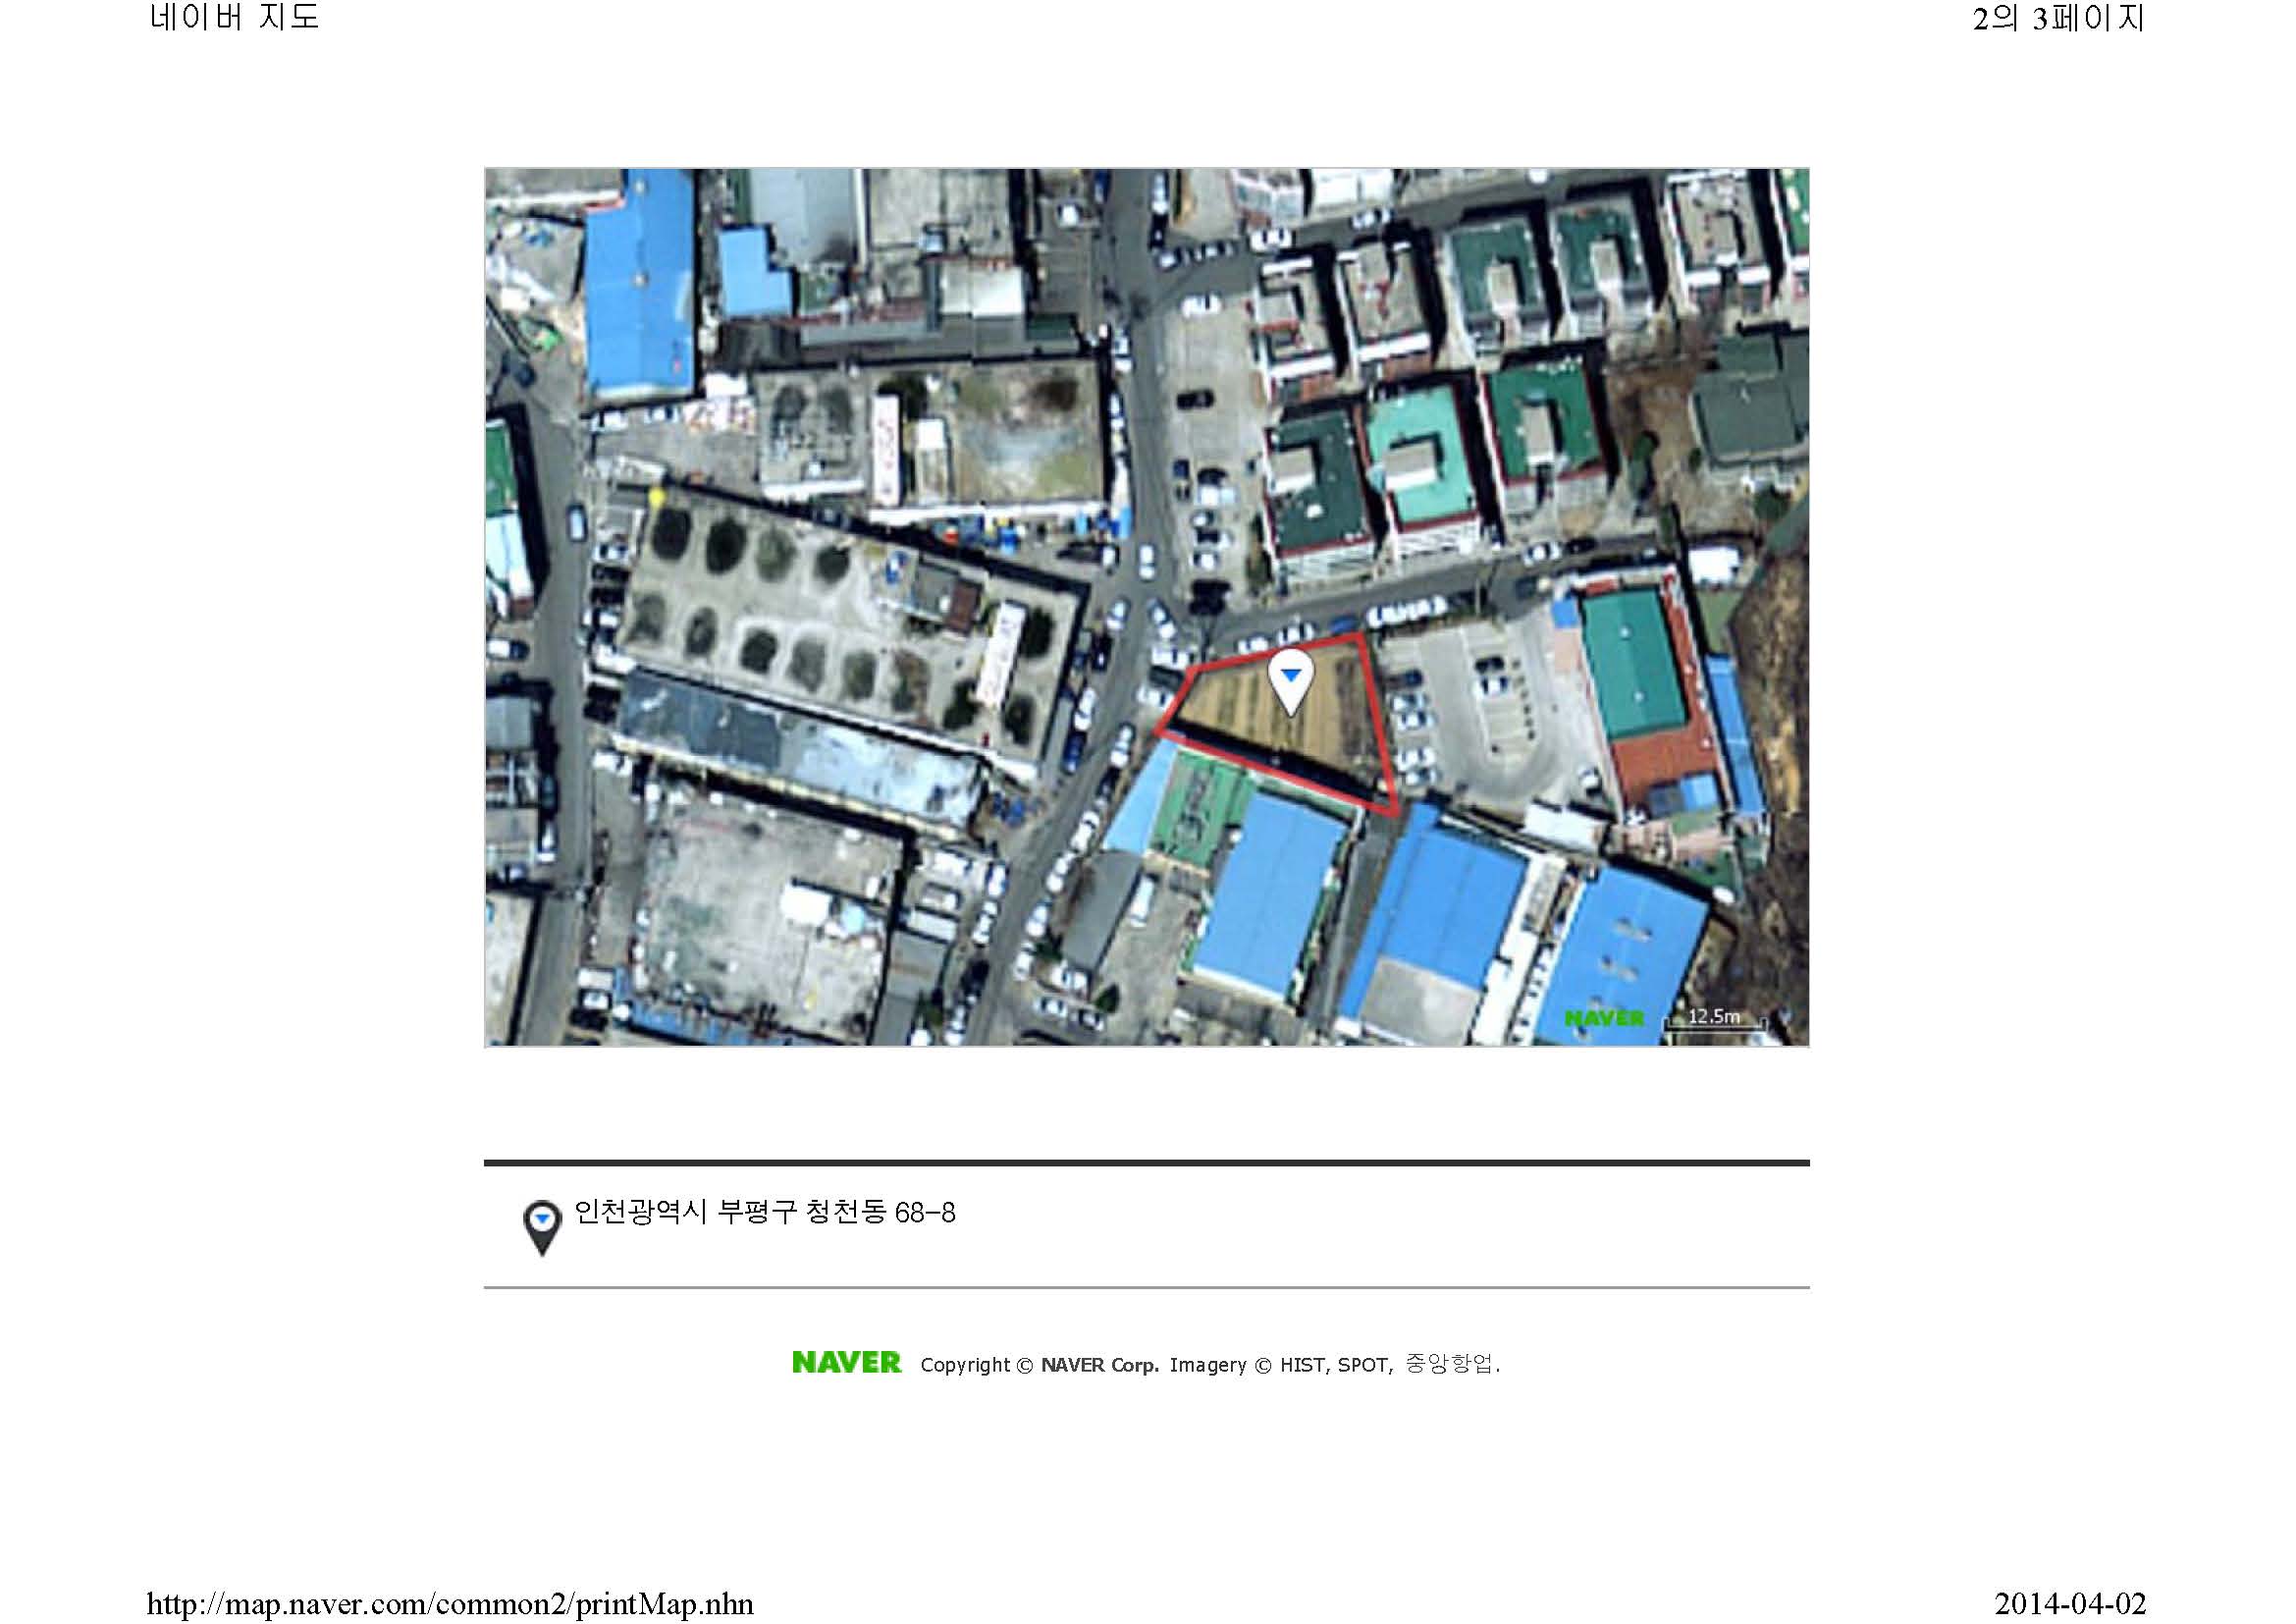 네이버 지도
2의 3페이지
NAVER
12.5m
인천광역시 부평구 청천동 68-8
NAVER Copyright © NAVER Corp. Imagery © HIST, SPOT, 중앙항업.
http://map.naver.com/common2/printMap.nhn
2014-04-02